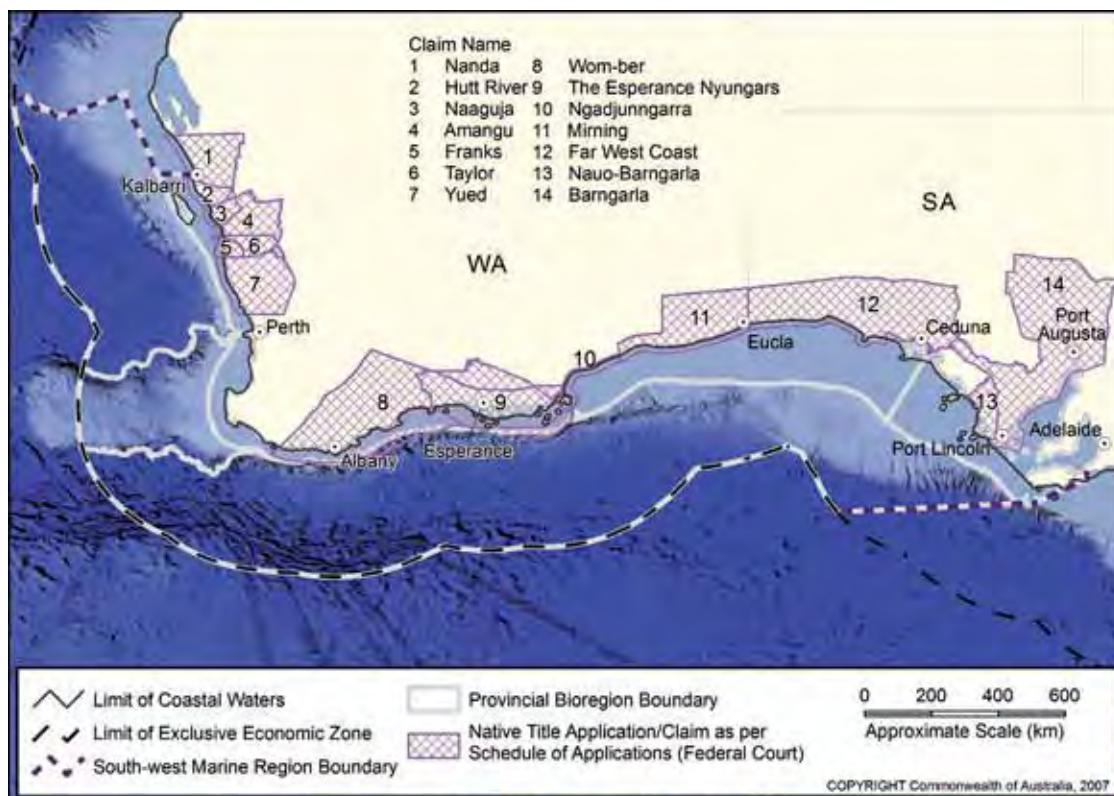 Claim Name
1 Nanda 8 Wom-ber
2 Hutt River 9 The Esperance Nyungars
3 Naaguja 10 Ngadjunngarra
4 Amangu 11 Mirning
5 Franks 12 Far West Coast
6 Taylor 13 Nauo-Barngarla
7 Yued 14 Barngarla
SA
WA
1
Kalbarri
2
3
4
5
6
7
Perth
8
Albany
9
Esperance
10
11
Eucla
12
Ceduna
14
Port
Augusta
13
Port Lincoln
Adelaide
Limit of Coastal Waters
Limit of Exclusive Economic Zone
South-west Marine Region Boundary
Provincial Bioregion Boundary
Native Title Application/Claim as per
Schedule of Applications (Federal Court)
0 200 400 600
Approximate Scale (km)
COPYRIGHT Commonwealth of Australia, 2007